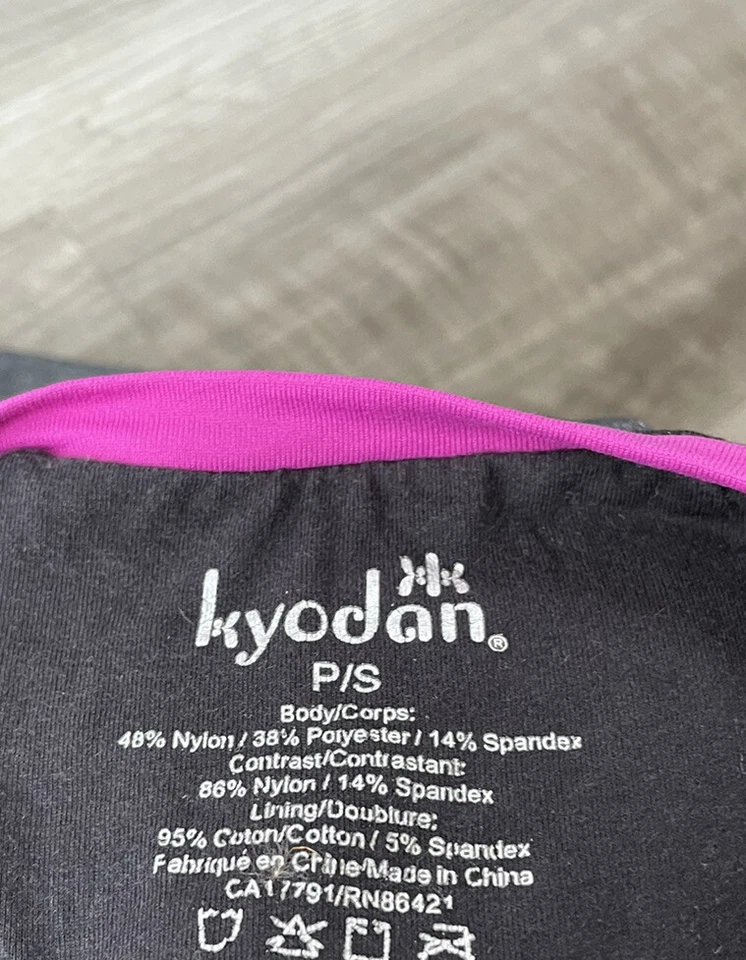 kyodan®
P/S
Body/Corps:
48% Nylon / 38% Polyester / 14% Spandex
Contrast/Contrastant:
86% Nylon / 14% Spandex
Lining/Doublure:
95% Coton/Cotton / 5% Spandex
Fabriqué en Chine/Made in China
CA17791/RN86421